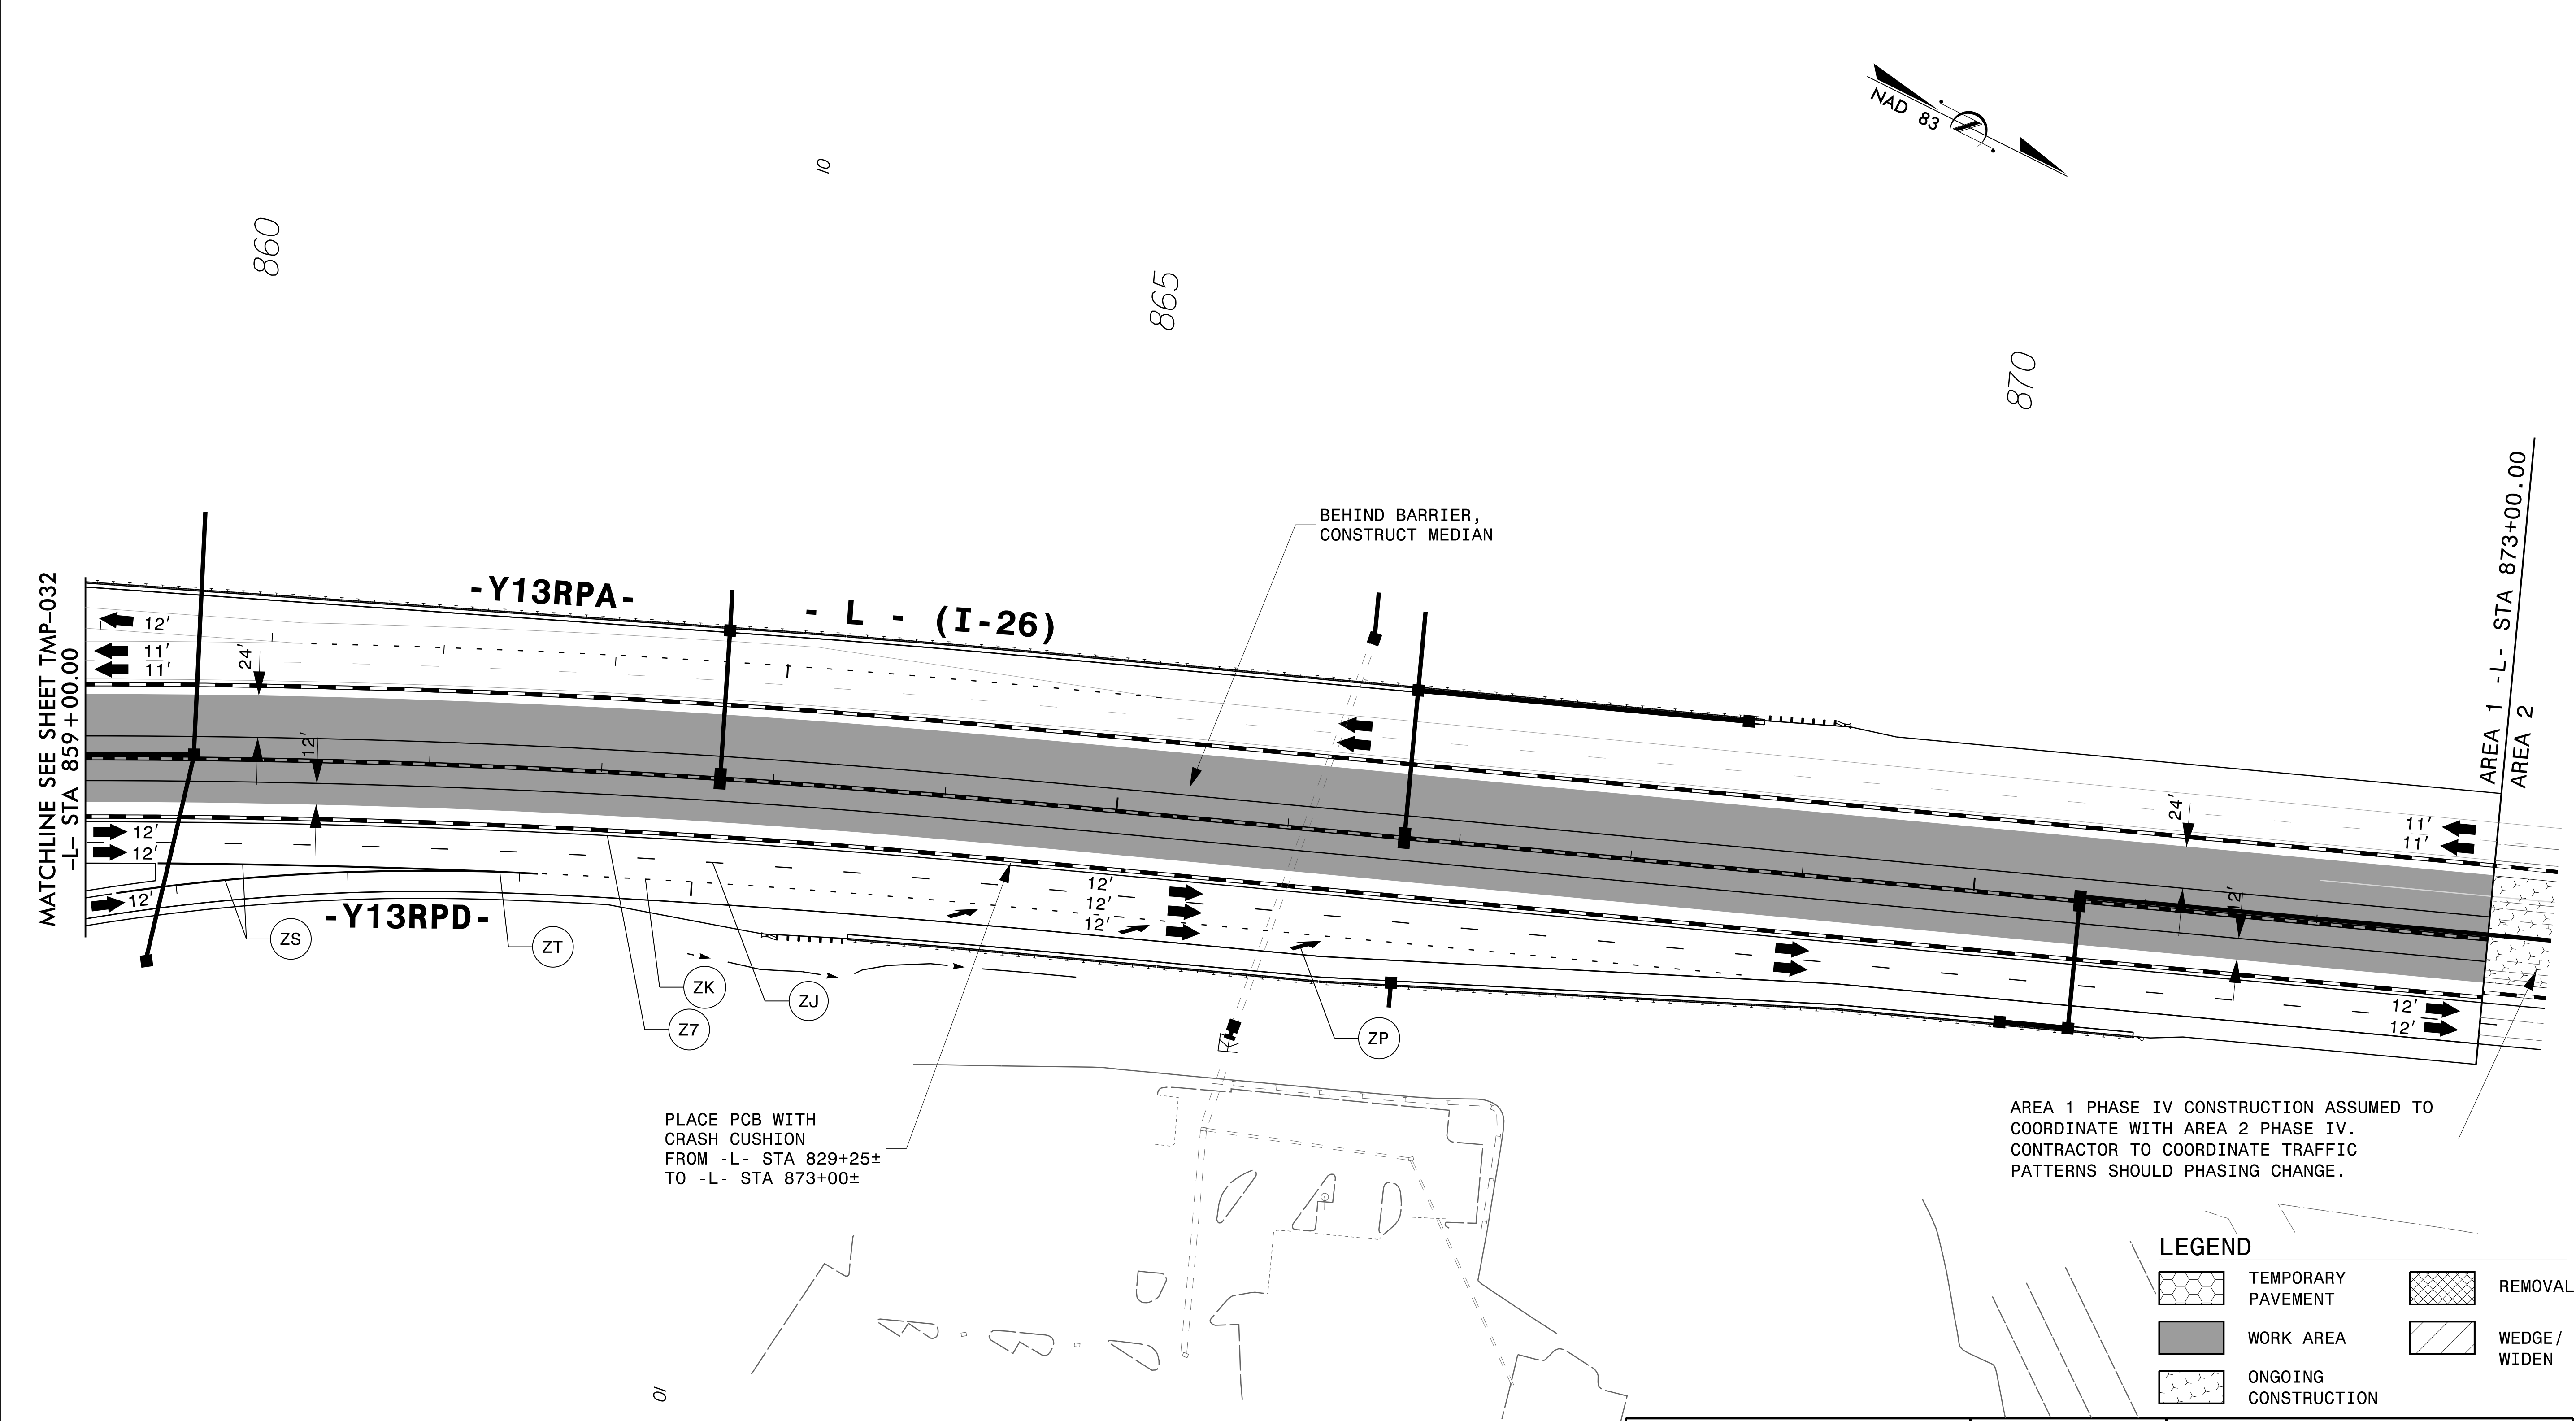 NAD 83
10
860
865
870
BEHIND BARRIER,
CONSTRUCT MEDIAN
AREA 1 -L- STA 873+00.00
AREA 2
MATCHLINE SEE SHEET TMP-032
-L- STA 859+00.00
-Y13RPA-
- L - (I-26)
12'
11'
11'
24'
12'
12'
12'
12'
-Y13RPD-
ZS
ZT
ZK
ZJ
Z7
ZP
12'
12'
12'
24'
11'
11'
12'
12'
12'
PLACE PCB WITH
CRASH CUSHION
FROM -L- STA 829+25±
TO -L- STA 873+00±
AREA 1 PHASE IV CONSTRUCTION ASSUMED TO
COORDINATE WITH AREA 2 PHASE IV.
CONTRACTOR TO COORDINATE TRAFFIC
PATTERNS SHOULD PHASING CHANGE.
10
LEGEND
TEMPORARY
PAVEMENT
REMOVAL
WORK AREA
WEDGE/
WIDEN
ONGOING
CONSTRUCTION